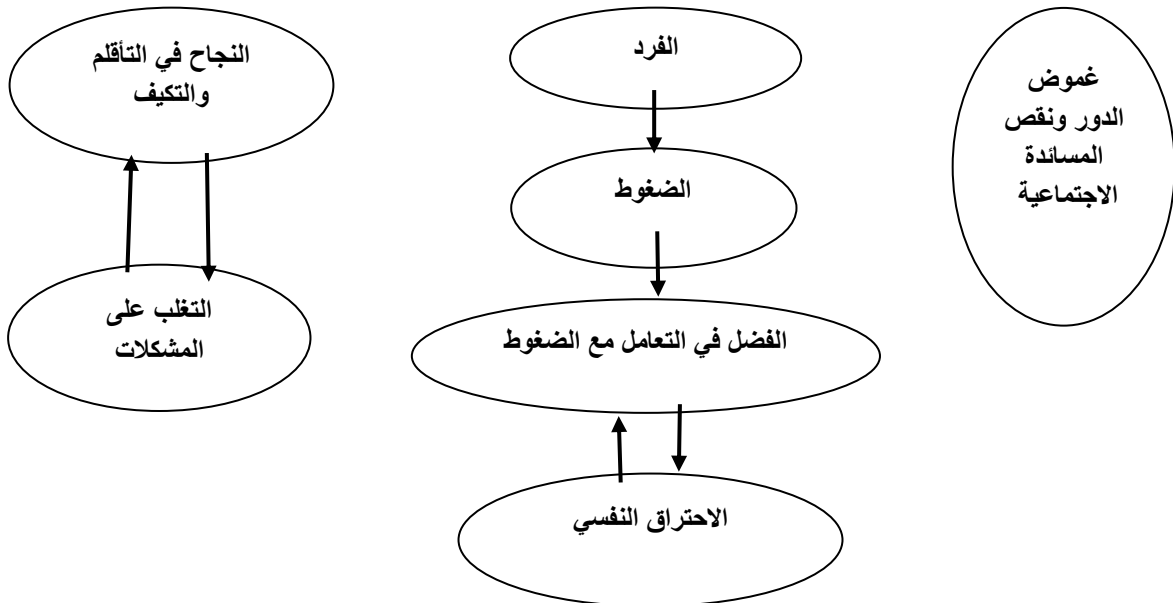 غموض
الدور ونقص
المسائدة
الاجتماعية
الفرد
الضغوط
الفضل في التعامل مع الضغوط
الاحتراق النفسي
النجاح في التأقلم
والتكيف
التغلب على
المشكلات